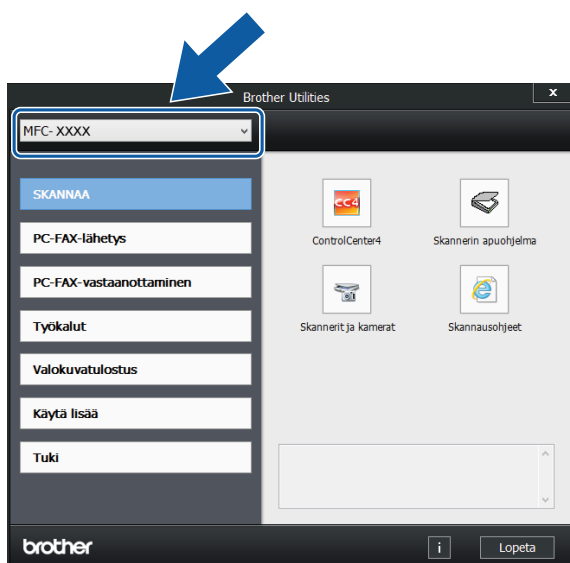 Brother Utilities
x
MFC- XXXX
SKANNAA
PC-FAX-lähetys
PC-FAX-vastaanottaminen
Työkalut
Valokuvatulostus
Käytä lisää
Tuki
CC4
ControlCenter4
Skannerin apuohjelma
Skannerit ja kamerat
Skannausohjeet
brother
i
Lopeta